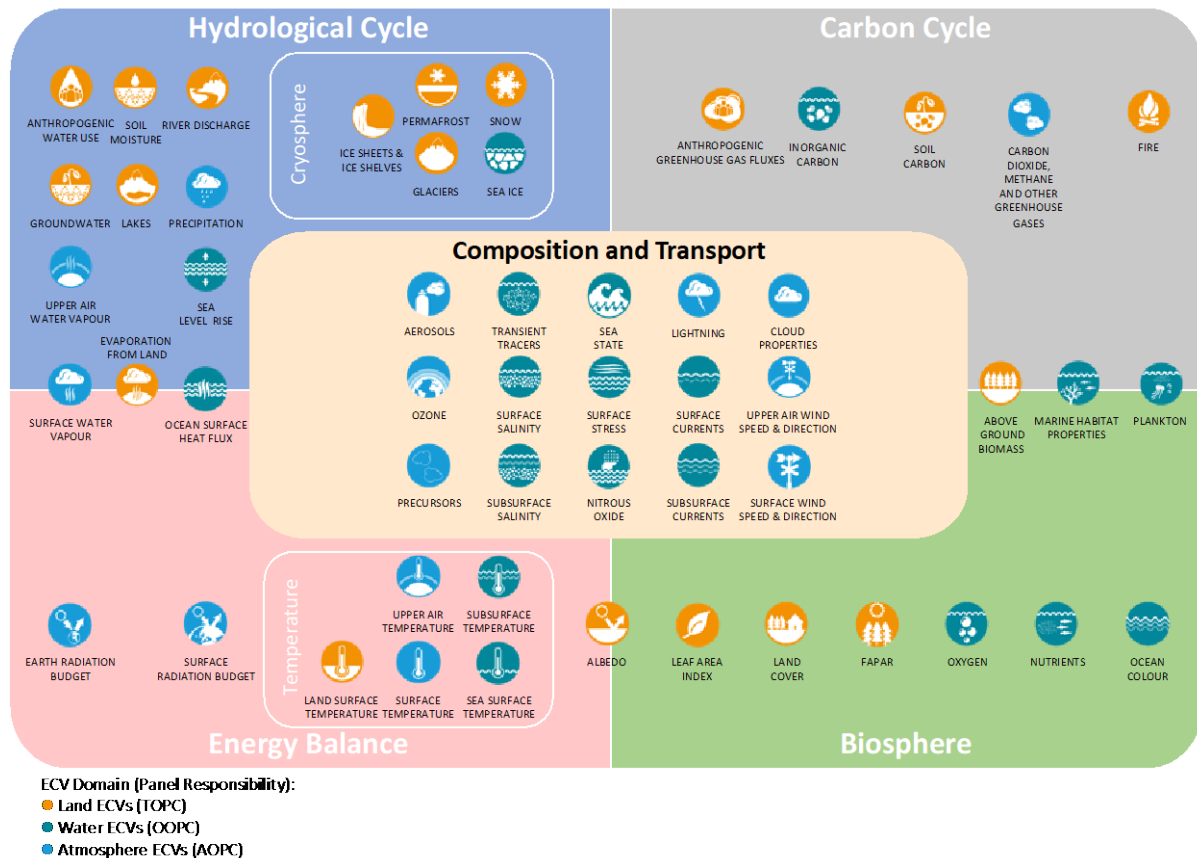 Hydrological Cycle
Carbon Cycle
Cryosphere
ANTHROPOGENIC
WATER USE
SOIL
MOISTURE
RIVER DISCHARGE
ICE SHEETS &
ICE SHELVES
PERMAFROST
SNOW
GLACIERS
SEA ICE
GROUNDWATER
LAKES
PRECIPITATION
UPPER AIR
WATER VAPOUR
SEA
LEVEL RISE
EVAPORATION
FROM LAND
SURFACE WATER
VAPOUR
OCEAN SURFACE
HEAT FLUX
ANTHROPOGENIC
GREENHOUSE GAS FLUXES
INORGANIC
CARBON
SOIL
CARBON
CARBON
DIOXIDE,
METHANE
AND OTHER
GREENHOUSE
GASES
FIRE
Composition and Transport
AEROSOLS
TRANSIENT
TRACERS
SEA
STATE
LIGHTNING
CLOUD
PROPERTIES
OZONE
SURFACE
SALINITY
SURFACE
STRESS
SURFACE
CURRENTS
UPPER AIR WIND
SPEED & DIRECTION
PRECURSORS
SUBSURFACE
SALINITY
NITROUS
OXIDE
SUBSURFACE
CURRENTS
SURFACE WIND
SPEED & DIRECTION
ABOVE
GROUND
BIOMASS
MARINE HABITAT
PROPERTIES
PLANKTON
EARTH RADIATION
BUDGET
SURFACE
RADIATION BUDGET
Temperature
UPPER AIR
TEMPERATURE
SUBSURFACE
TEMPERATURE
LAND SURFACE
TEMPERATURE
SURFACE
TEMPERATURE
SEA SURFACE
TEMPERATURE
ALBEDO
LEAF AREA
INDEX
LAND
COVER
FAPAR
OXYGEN
NUTRIENTS
OCEAN
COLOUR
Energy Balance
Biosphere
ECV Domain (Panel Responsibility):
Land ECVs (TOPC)
Water ECVs (OOPC)
Atmosphere ECVs (AOPC)